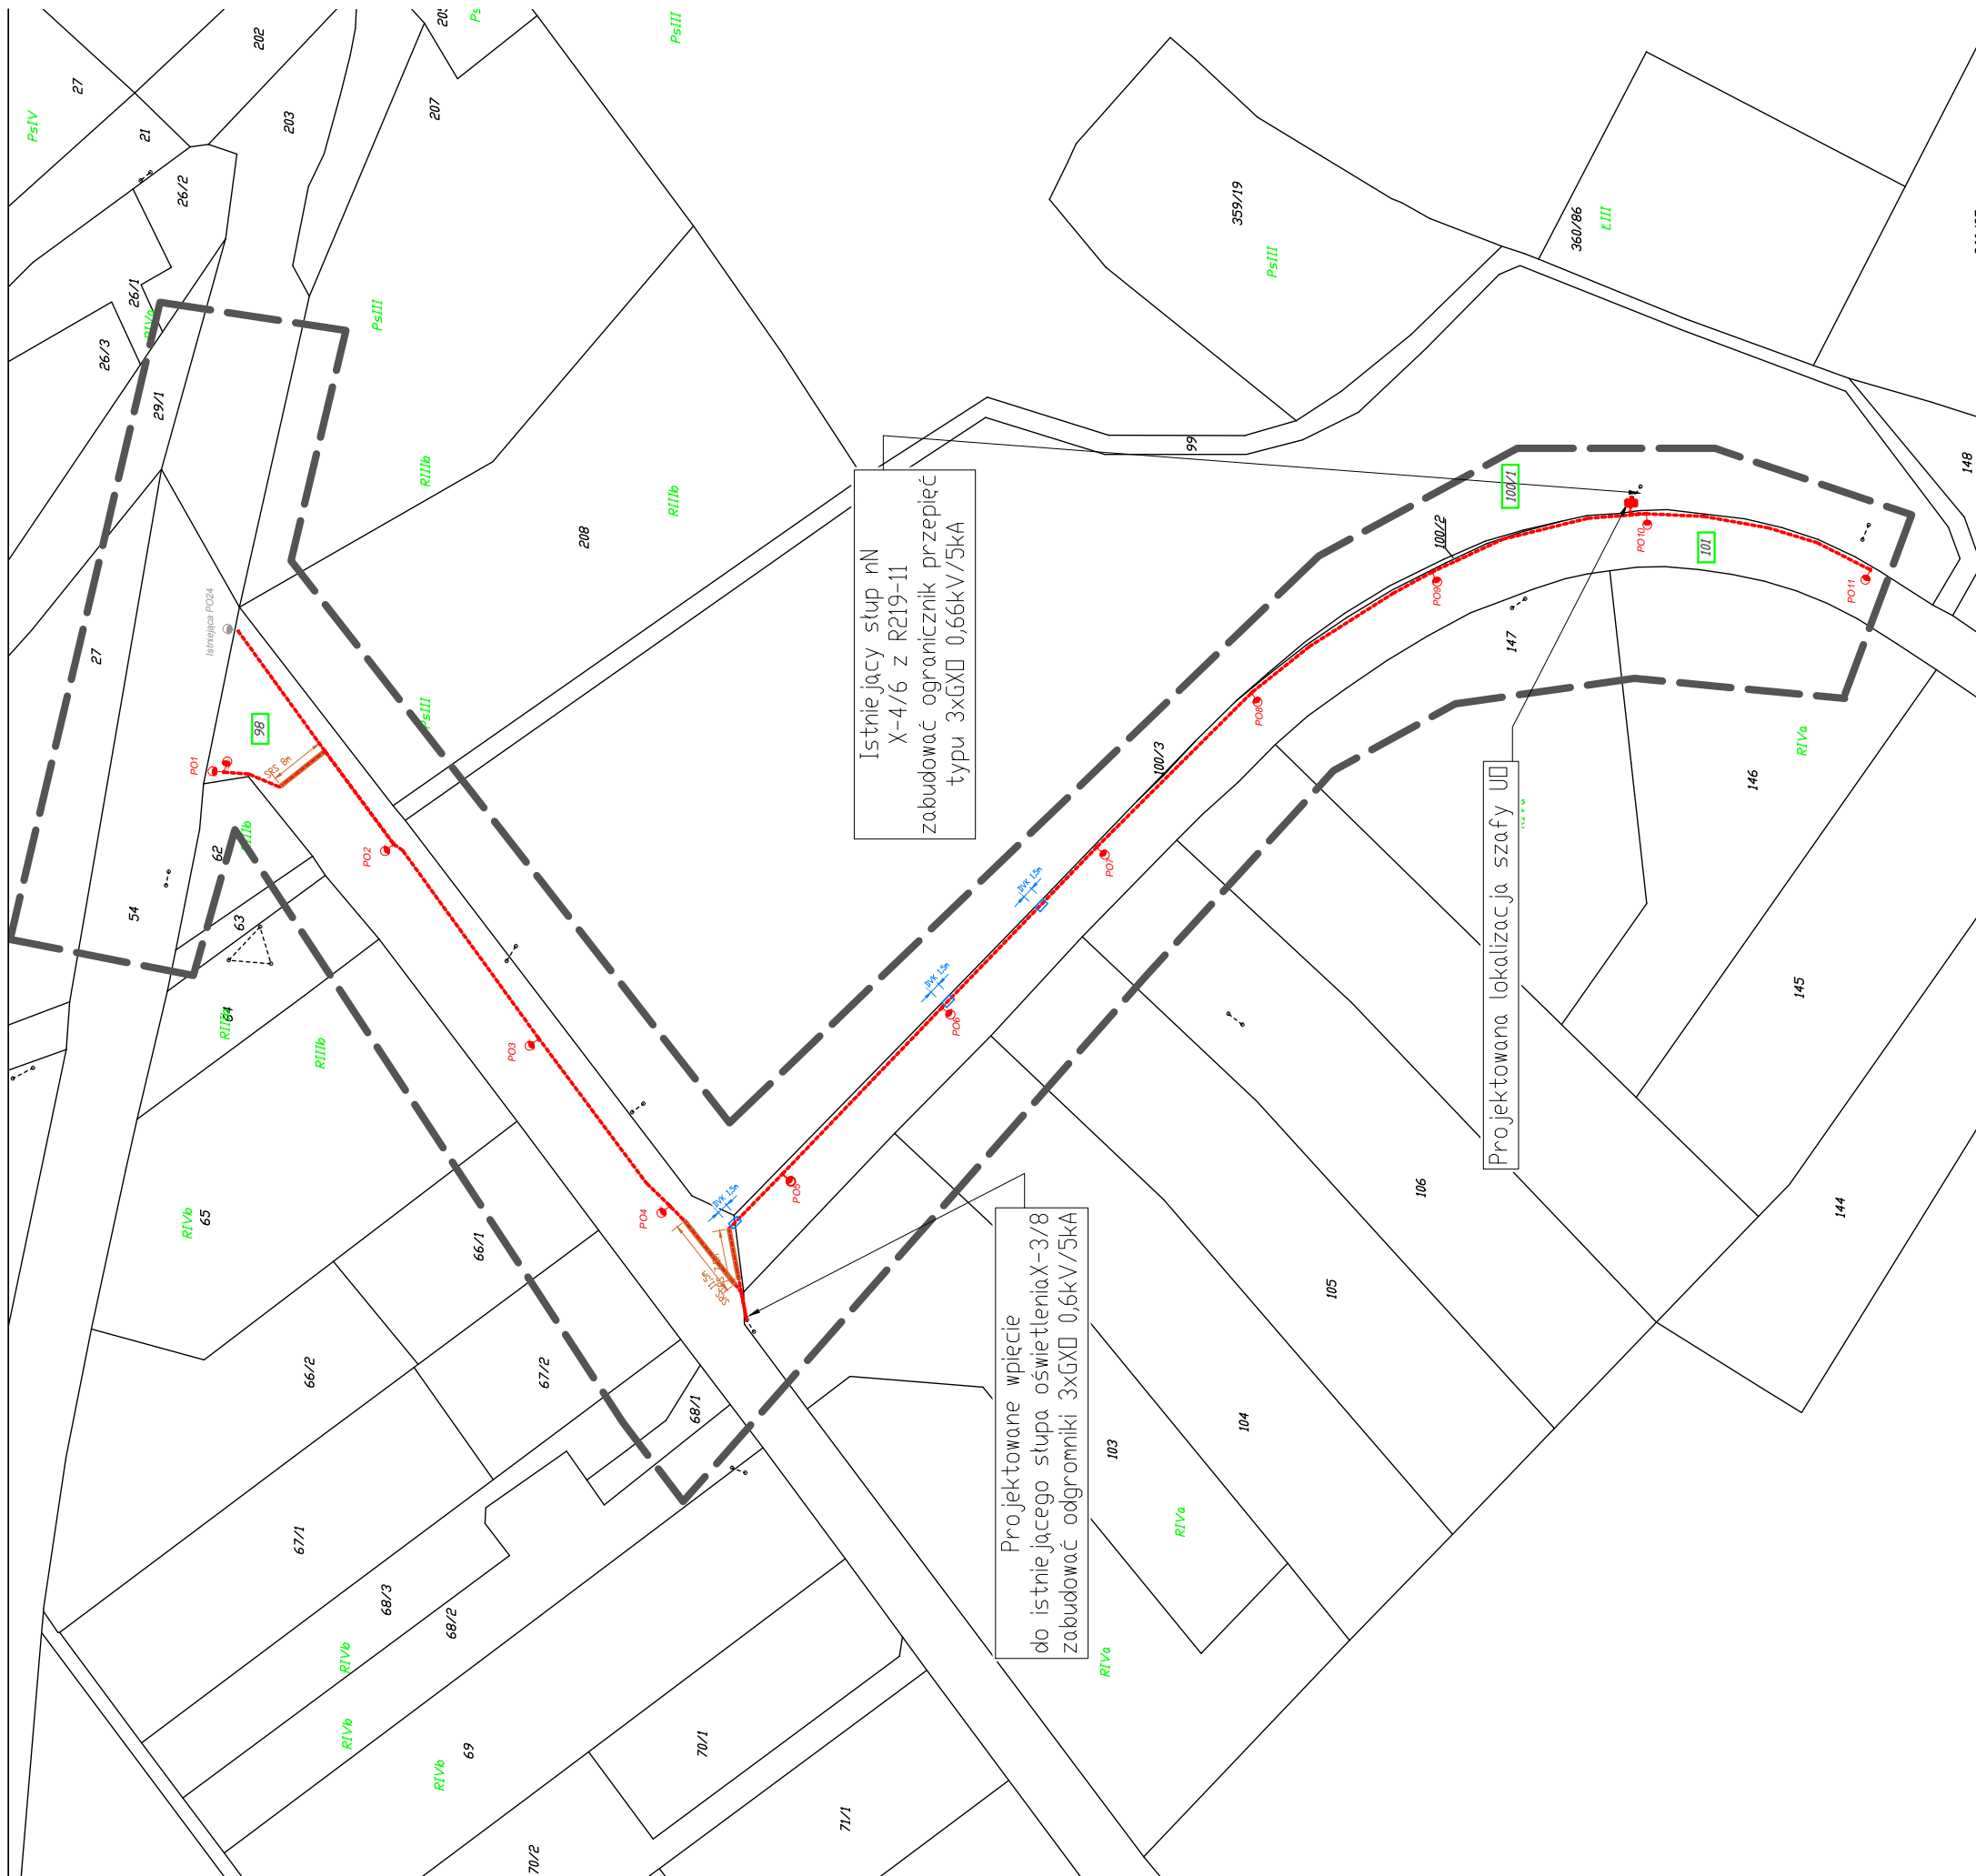 Istniejący słup nN
X-4/6 z R219-11
zabudować ogranicznik przepięć
typu 3xGXO 0,66kV/5kA
Projektowana lokalizacja szafy UO
Projektowane wpięcie
do istniejącego słupa oświetleniaX-3/8
zabudować odgromniki 3xGXO 0,6kV/5kA
Istniejąca PO24
PO1
PO2
PO3
PO4
PO5
PO6
PO7
PO8
PO9
PO10
PO11
SRS 8m
DVK 1,5m
DVK 1,5m
DVK 1,5m
PsIV
27
21
202
203
26/2
26/1
26/3
29/1
RIVa
207
PsIII
PsIII
PsIII
RIIIb
RIIIb
208
27
98
54
62
63
64
RIIIb
65
RIVb
66/1
66/2
67/2
68/1
67/1
68/3
68/2
RIVb
RIVb
RIVb
69
70/1
70/2
71/1
359/19
PsIII
360/86
ŁIII
99
100/1
100/2
100/3
101
148
147
146
RIVa
145
144
106
105
104
103
RIVa
RIVa